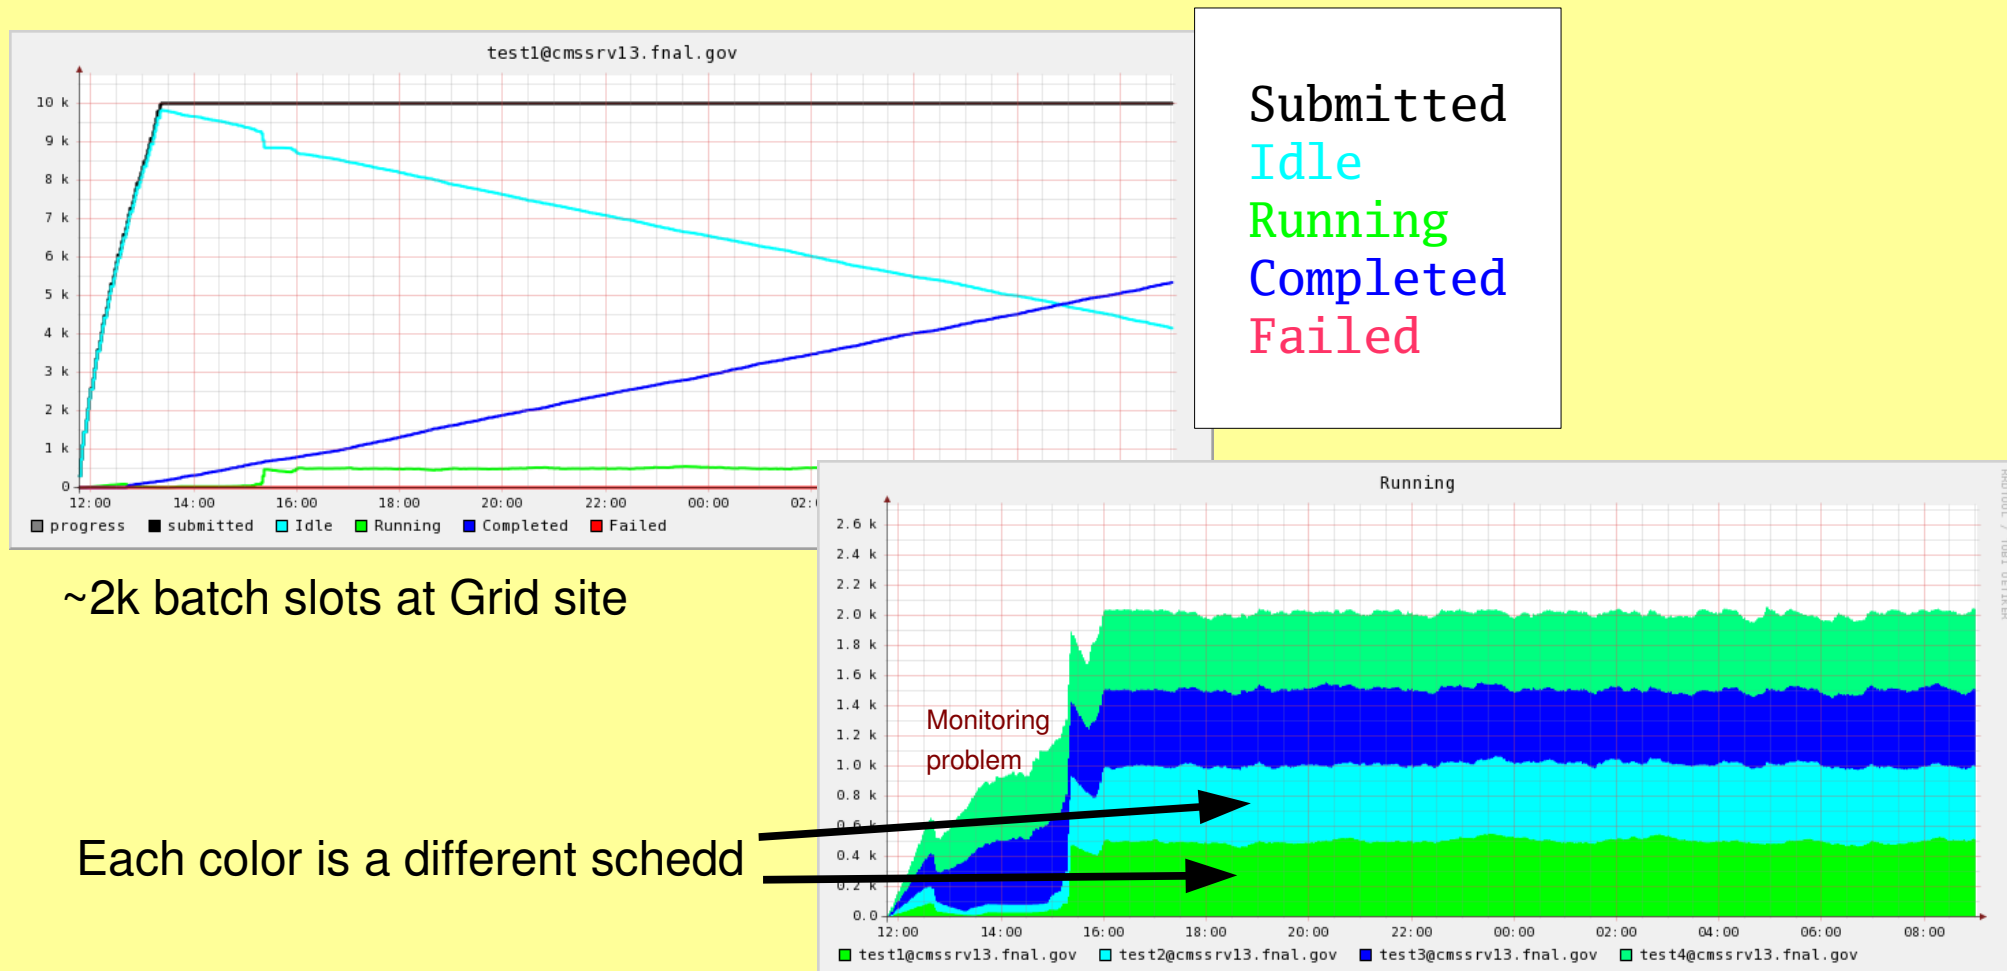 test1@cmssrv13.fnal.gov
10 k
9 k
8 k
7 k
6 k
5 k
4 k
3 k
2 k
1 k
0
12:00 14:00 16:00 18:00 20:00 22:00 00:00 02:
progress submitted Idle Running Completed Failed
Submitted
Idle
Running
Completed
Failed
~2k batch slots at Grid site
Each color is a different schedd
Running
2.6 k
2.4 k
2.2 k
2.0 k
1.8 k
1.6 k
1.4 k
1.2 k
1.0 k
0.8 k
0.6 k
0.4 k
0.2 k
0.0
Monitoring
problem
12:00 14:00 16:00 18:00 20:00 22:00 00:00 02:00 04:00 06:00 08:00
test1@cmssrv13.fnal.gov test2@cmssrv13.fnal.gov test3@cmssrv13.fnal.gov test4@cmssrv13.fnal.gov